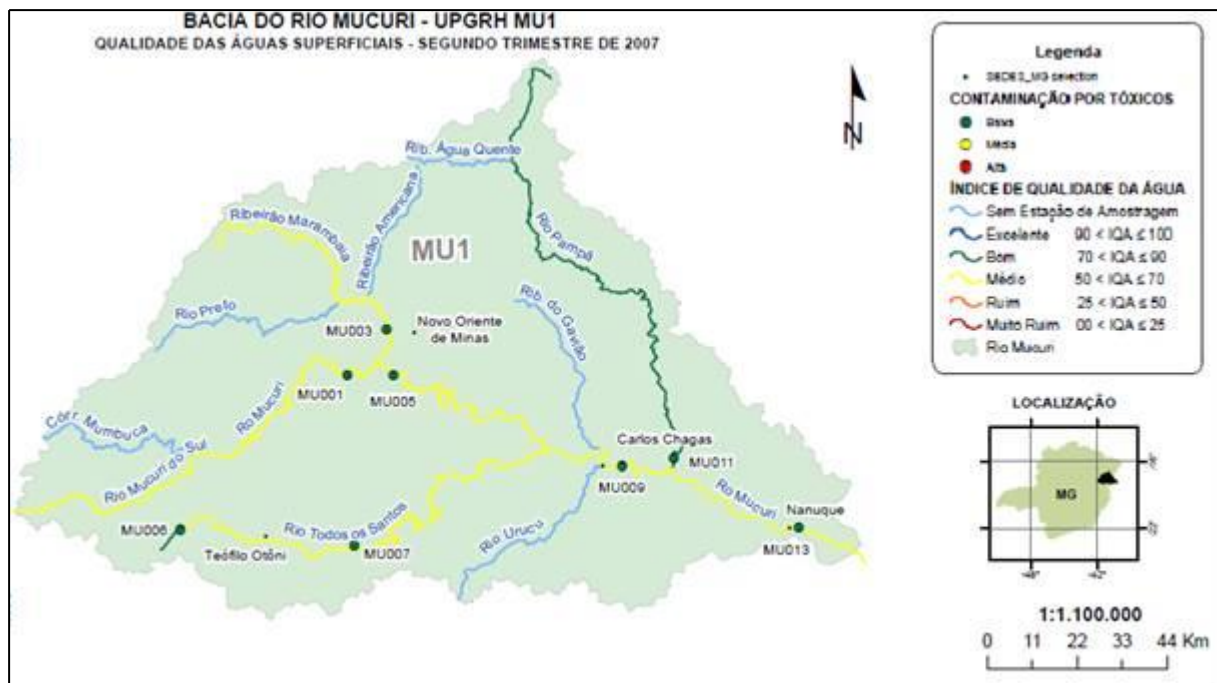 BACIA DO RIO MUCURI - UPGRH MU1
QUALIDADE DAS ÁGUAS SUPERFICIAIS - SEGUNDO TRIMESTRE DE 2007
N
Rib. Água Quente
Ribeirão Marambaia
Ribeirão Americana
MU1
Rio Pampã
Rio Preto
MU003
Novo Oriente
de Minas
Rib. do Gavião
MU001
MU005
Rio Mucuri
Córr. Mumbuca
Rio Mucuri do Sul
Carlos Chagas
MU011
MU009
Rio Mucuri
Nanuque
MU013
MU006
Teófilo Otôni
Rio Todos os Santos
MU007
Rio Urucú
Legenda
SEDES_MG selection
CONTAMINAÇÃO POR TÓXICOS
Baixa
Média
Alta
ÍNDICE DE QUALIDADE DA ÁGUA
Sem Estação de Amostragem
Excelente 90 < IQA ≤ 100
Bom 70 < IQA ≤ 90
Médio 50 < IQA ≤ 70
Ruim 25 < IQA ≤ 50
Muito Ruim 00 < IQA ≤ 25
Rio Mucuri
LOCALIZAÇÃO
MG
1:1.100.000
0 11 22 33 44 Km